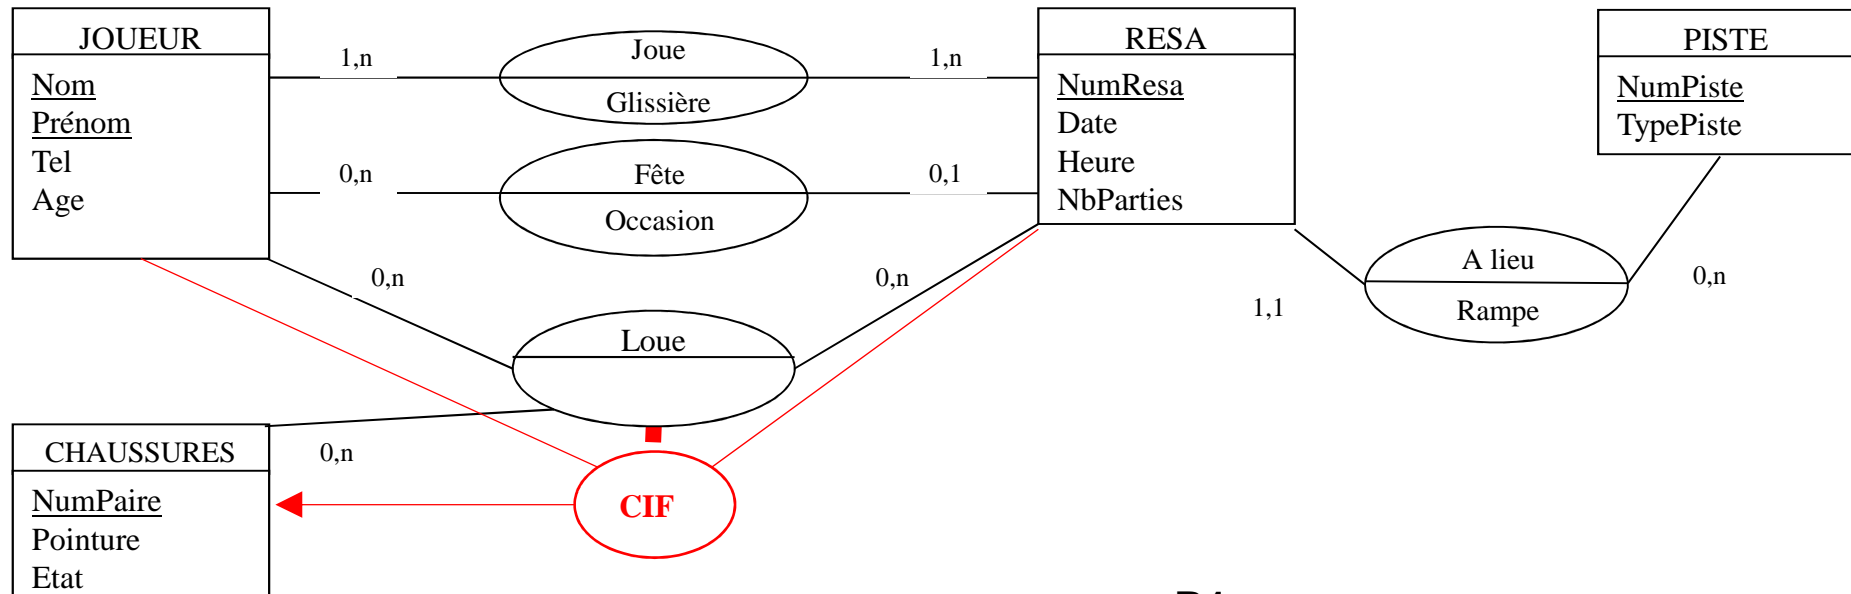 JOUEUR
Nom
Prénom
Tel
Age
1,n
Joue
Glissière
1,n
0,n
Fête
Occasion
0,1
RESA
NumResa
Date
Heure
NbParties
PISTE
NumPiste
TypePiste
A lieu
Rampe
1,1
0,n
0,n
Loue
0,n
CHAUSSURES
NumPaire
Pointure
Etat
0,n
CIF